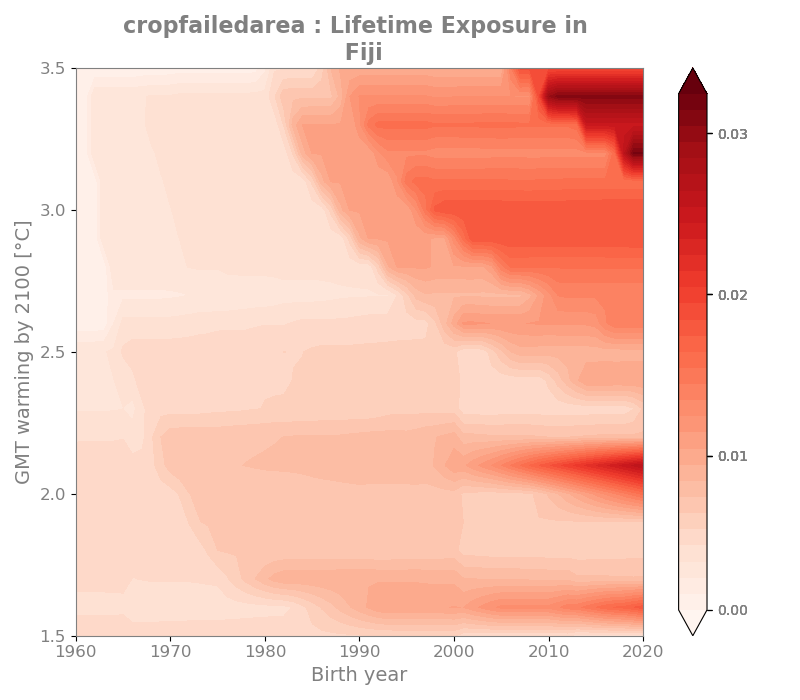 cropfailedarea : Lifetime Exposure in
Fiji
3.5
3.0
2.5
2.0
1.5
GMT warming by 2100 [°C]
1960 1970 1980 1990 2000 2010 2020
Birth year
0.03
0.02
0.01
0.00